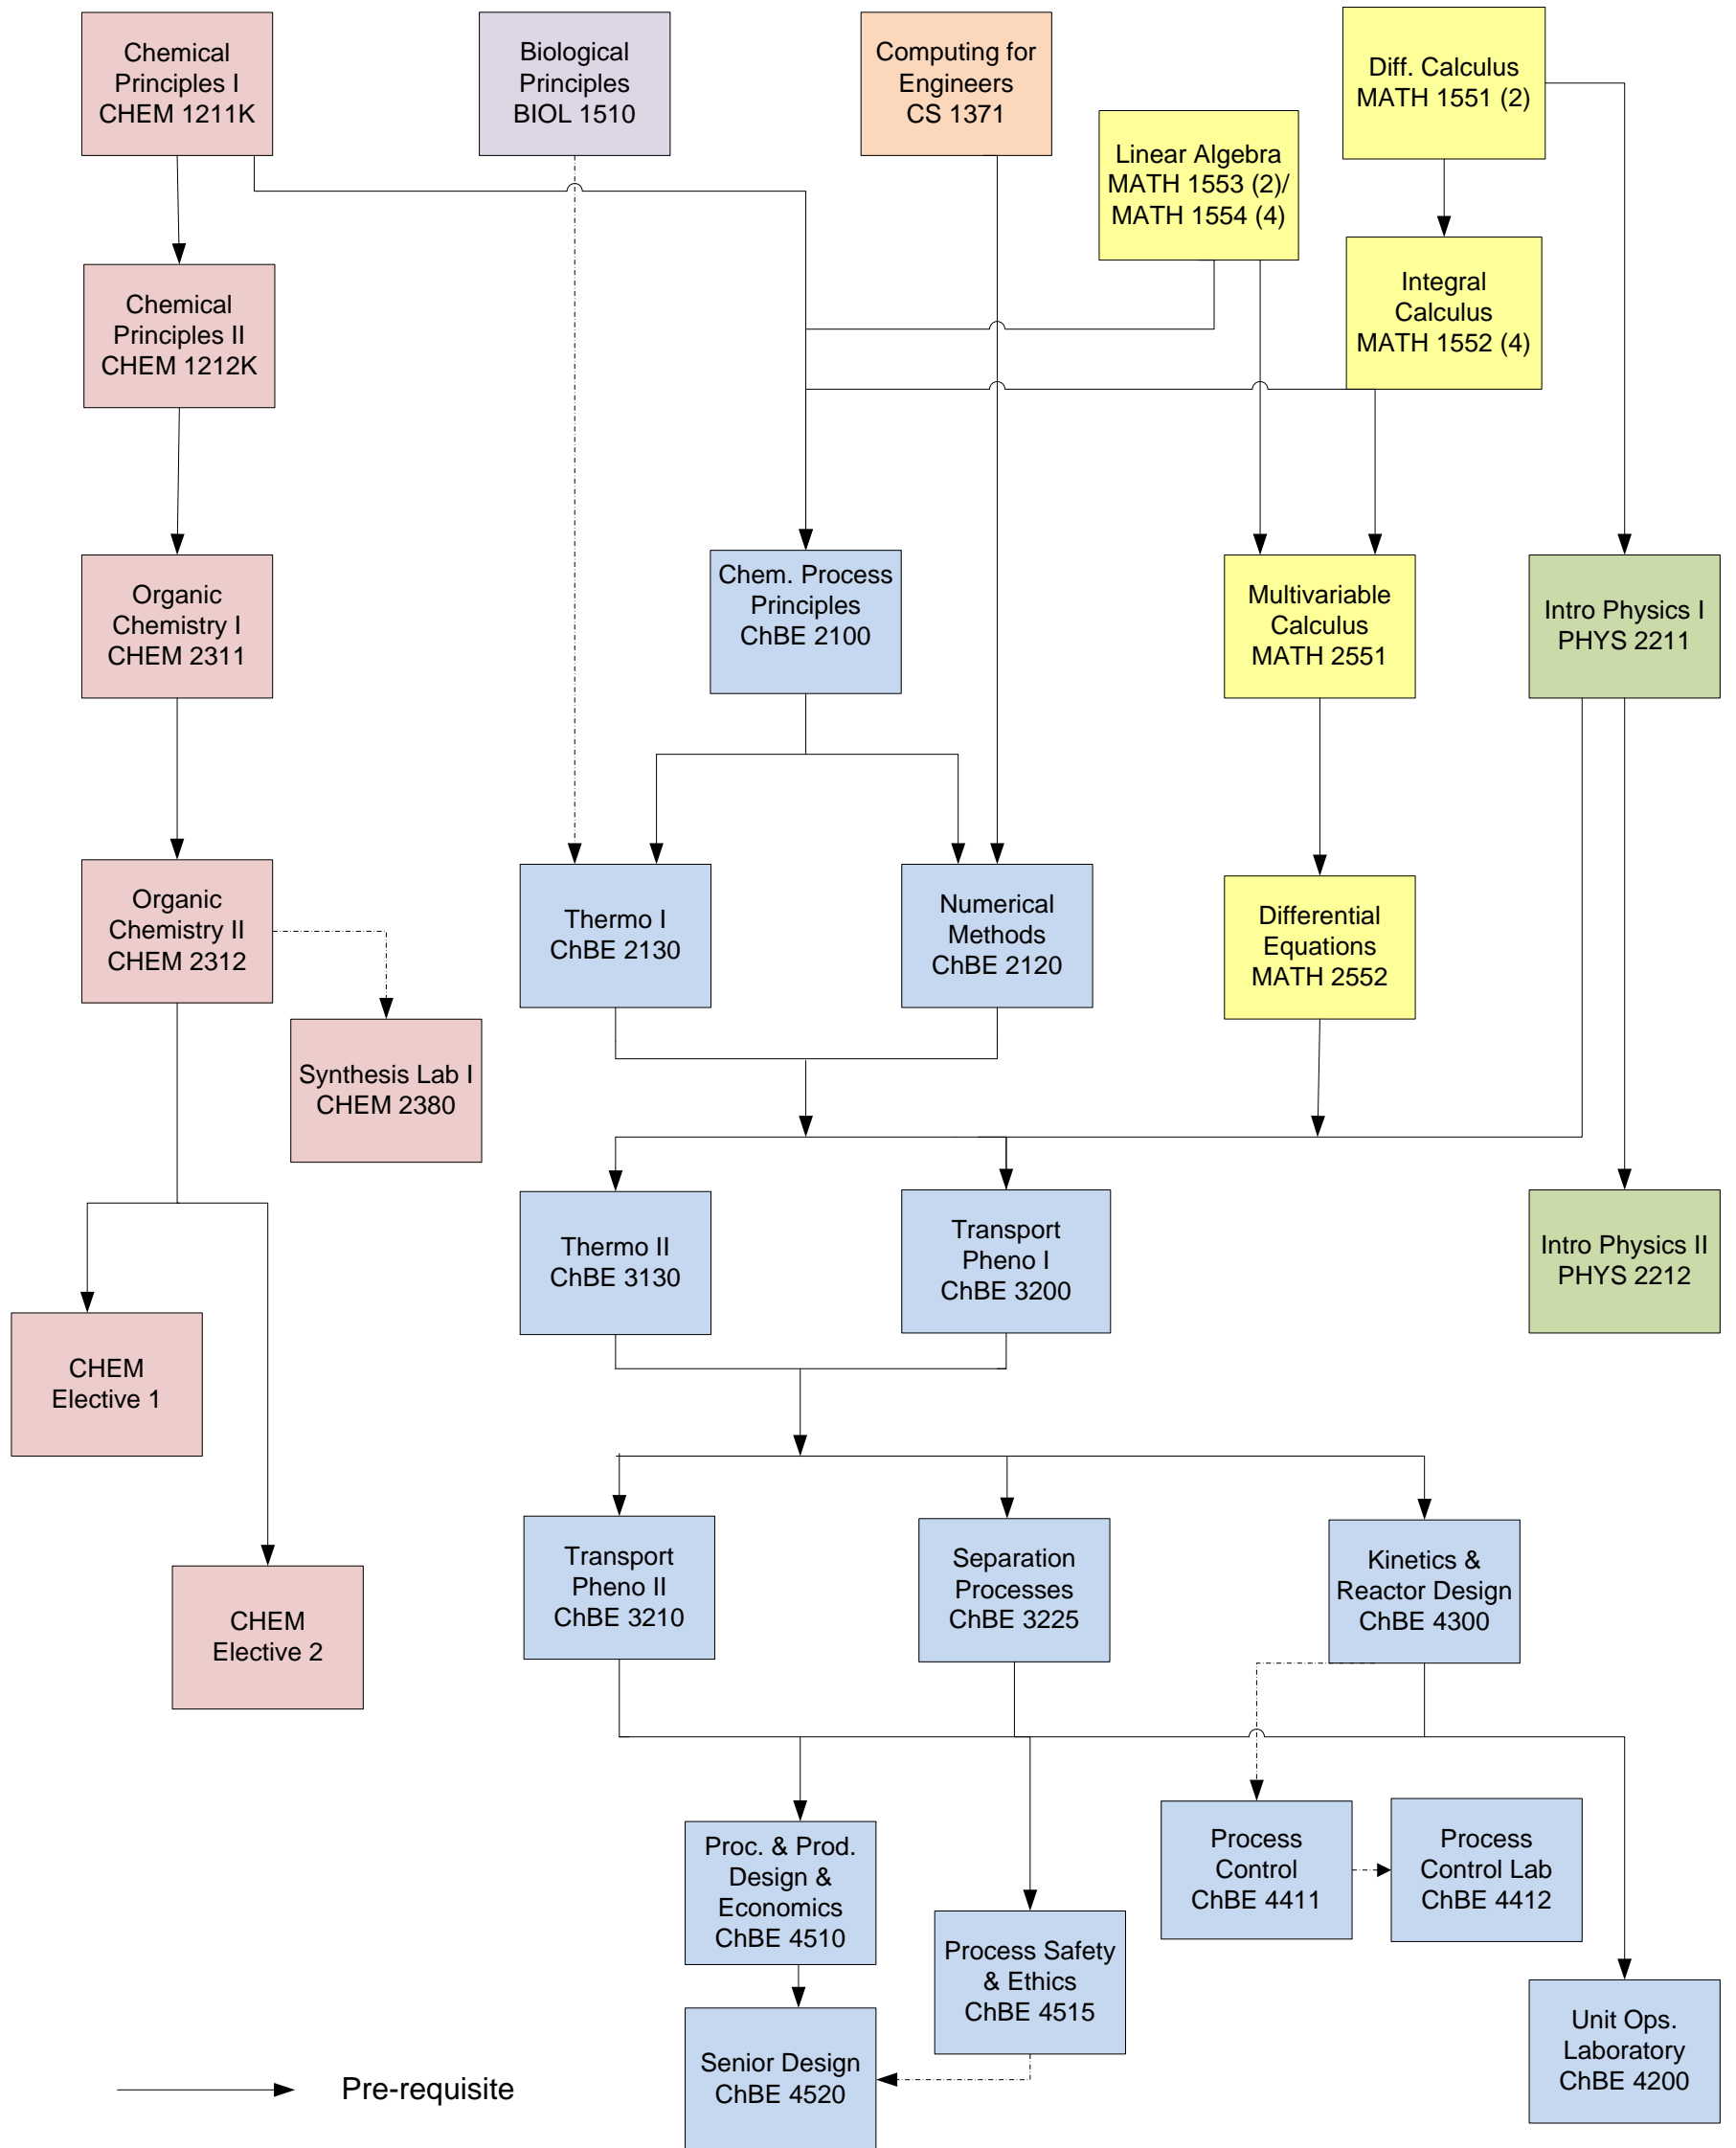 Chemical
Principles I
CHEM 1211K
Biological
Principles
BIOL 1510
Computing for
Engineers
CS 1371
Diff. Calculus
MATH 1551 (2)
Linear Algebra
MATH 1553 (2)/
MATH 1554 (4)
Chemical
Principles II
CHEM 1212K
Integral
Calculus
MATH 1552 (4)
Organic
Chemistry I
CHEM 2311
Chem. Process
Principles
ChBE 2100
Multivariable
Calculus
MATH 2551
Intro Physics I
PHYS 2211
Organic
Chemistry II
CHEM 2312
Thermo I
ChBE 2130
Numerical
Methods
ChBE 2120
Differential
Equations
MATH 2552
Synthesis Lab I
CHEM 2380
Thermo II
ChBE 3130
Transport
Pheno I
ChBE 3200
Intro Physics II
PHYS 2212
CHEM
Elective 1
CHEM
Elective 2
Transport
Pheno II
ChBE 3210
Separation
Processes
ChBE 3225
Kinetics &
Reactor Design
ChBE 4300
Proc. & Prod.
Design &
Economics
ChBE 4510
Process Safety
& Ethics
ChBE 4515
Process
Control
ChBE 4411
Process
Control Lab
ChBE 4412
Senior Design
ChBE 4520
Unit Ops.
Laboratory
ChBE 4200
Pre-requisite